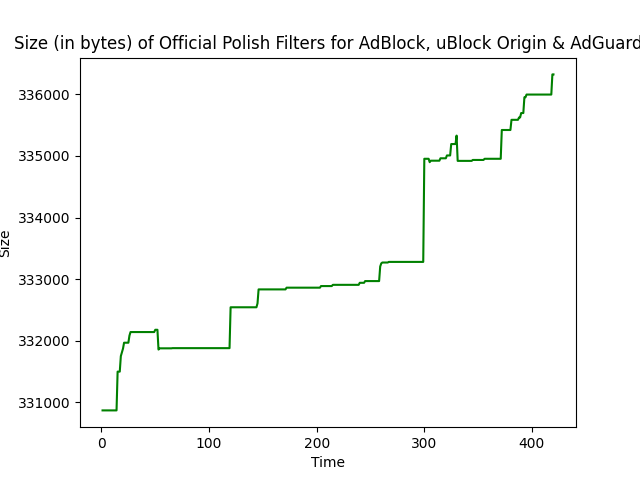 Size (in bytes) of Official Polish Filters for AdBlock, uBlock Origin & AdGuard
336000
335000
334000
333000
332000
331000
Size
0 100 200 300 400
Time